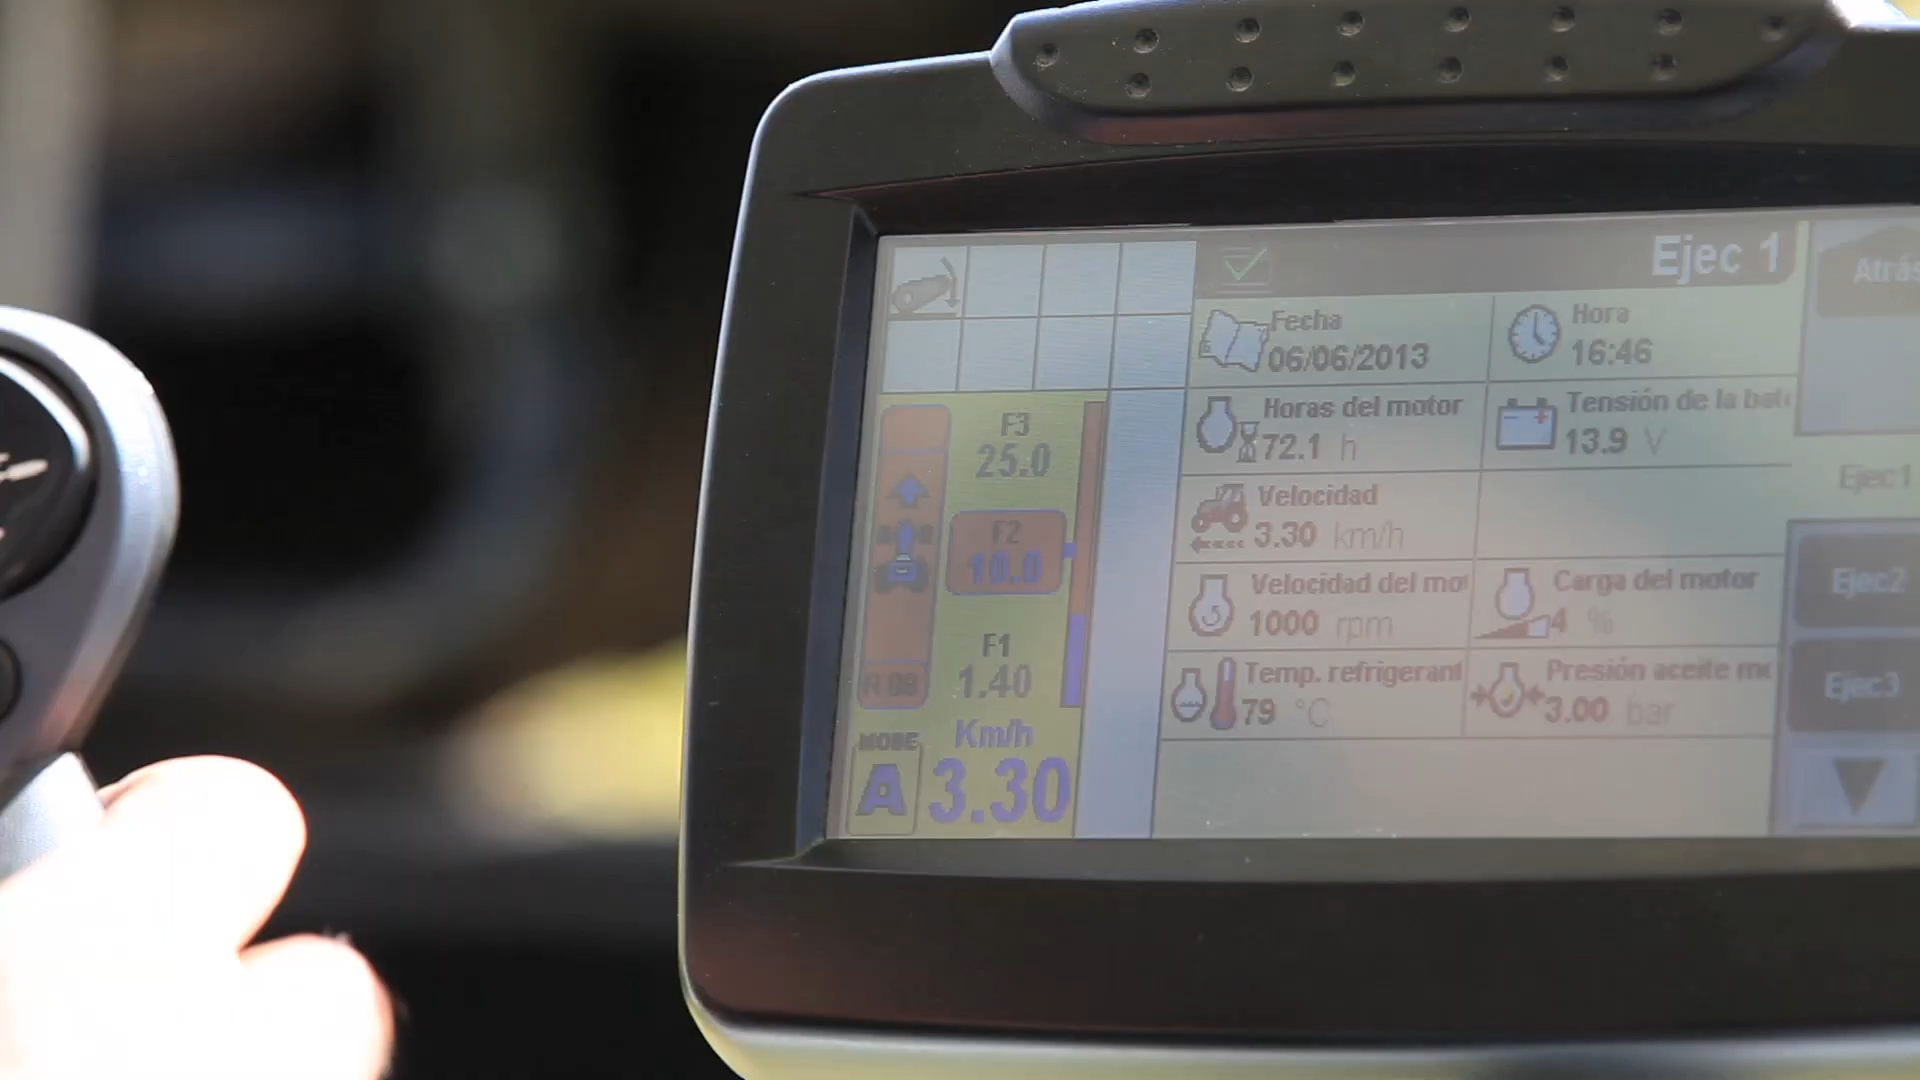 Ejec 1
Atrás
Fecha
06/06/2013
Hora
16:46
Horas del motor
72.1 h
Tensión de la bat
13.9 V
Velocidad
3.30 km/h
Velocidad del mo
1000 rpm
Carga del motor
4 %
Temp. refrigerant
79 °C
Presión aceite m
3.00 bar
F3
25.0
F2
10.0
F1
1.40
Km/h
3.30
MODE
A
Ejec1
Ejec2
Ejec3